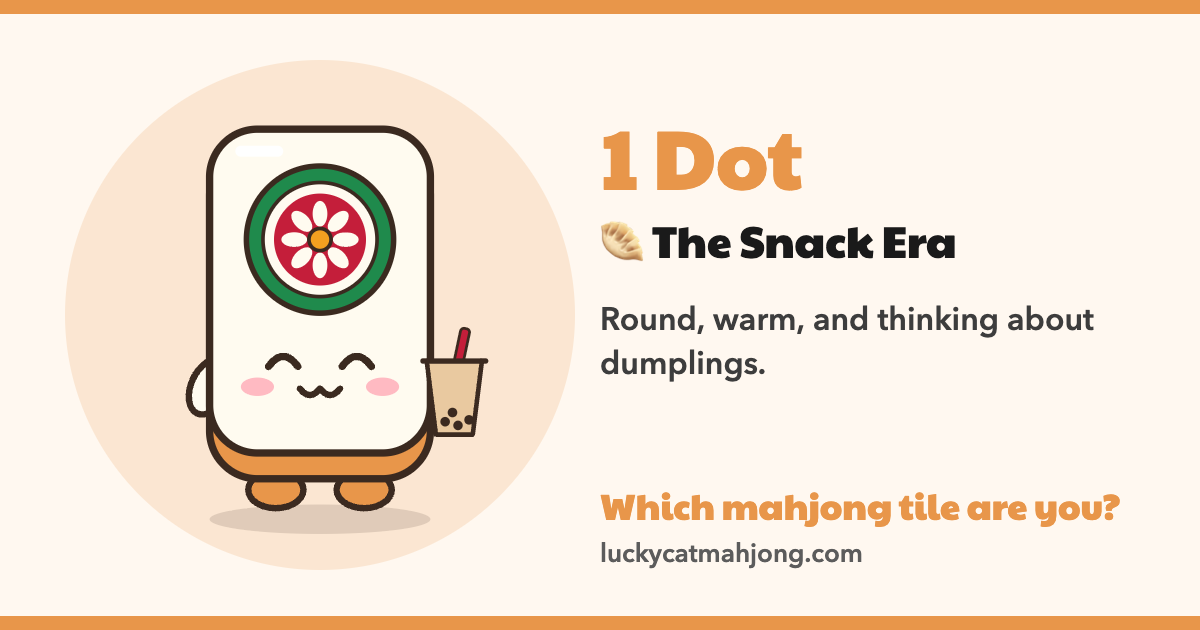 1 Dot
🥟 The Snack Era
Round, warm, and thinking about
dumplings.
Which mahjong tile are you?
luckycatmahjong.com